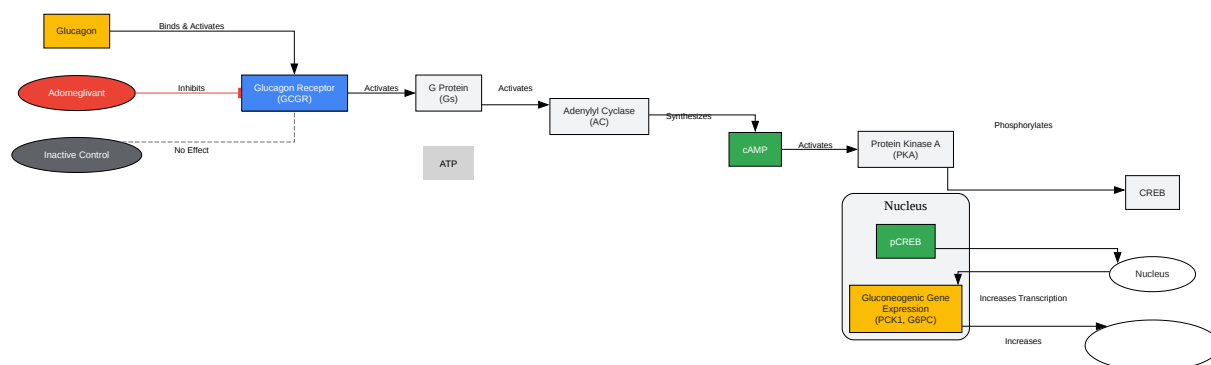 Glucagon
Binds & Activates
Adomeglivant
Inhibits
Glucagon Receptor
(GCGR)
Activates
G Protein
(Gs)
Activates
Adenylyl Cyclase
(AC)
Synthesizes
Inactive Control
No Effect
ATP
cAMP
Activates
Protein Kinase A
(PKA)
Phosphorylates
CREB
Nucleus
pCREB
Nucleus
Gluconeogenic Gene
Expression
(PCK1, G6PC)
Increases Transcription
Increases